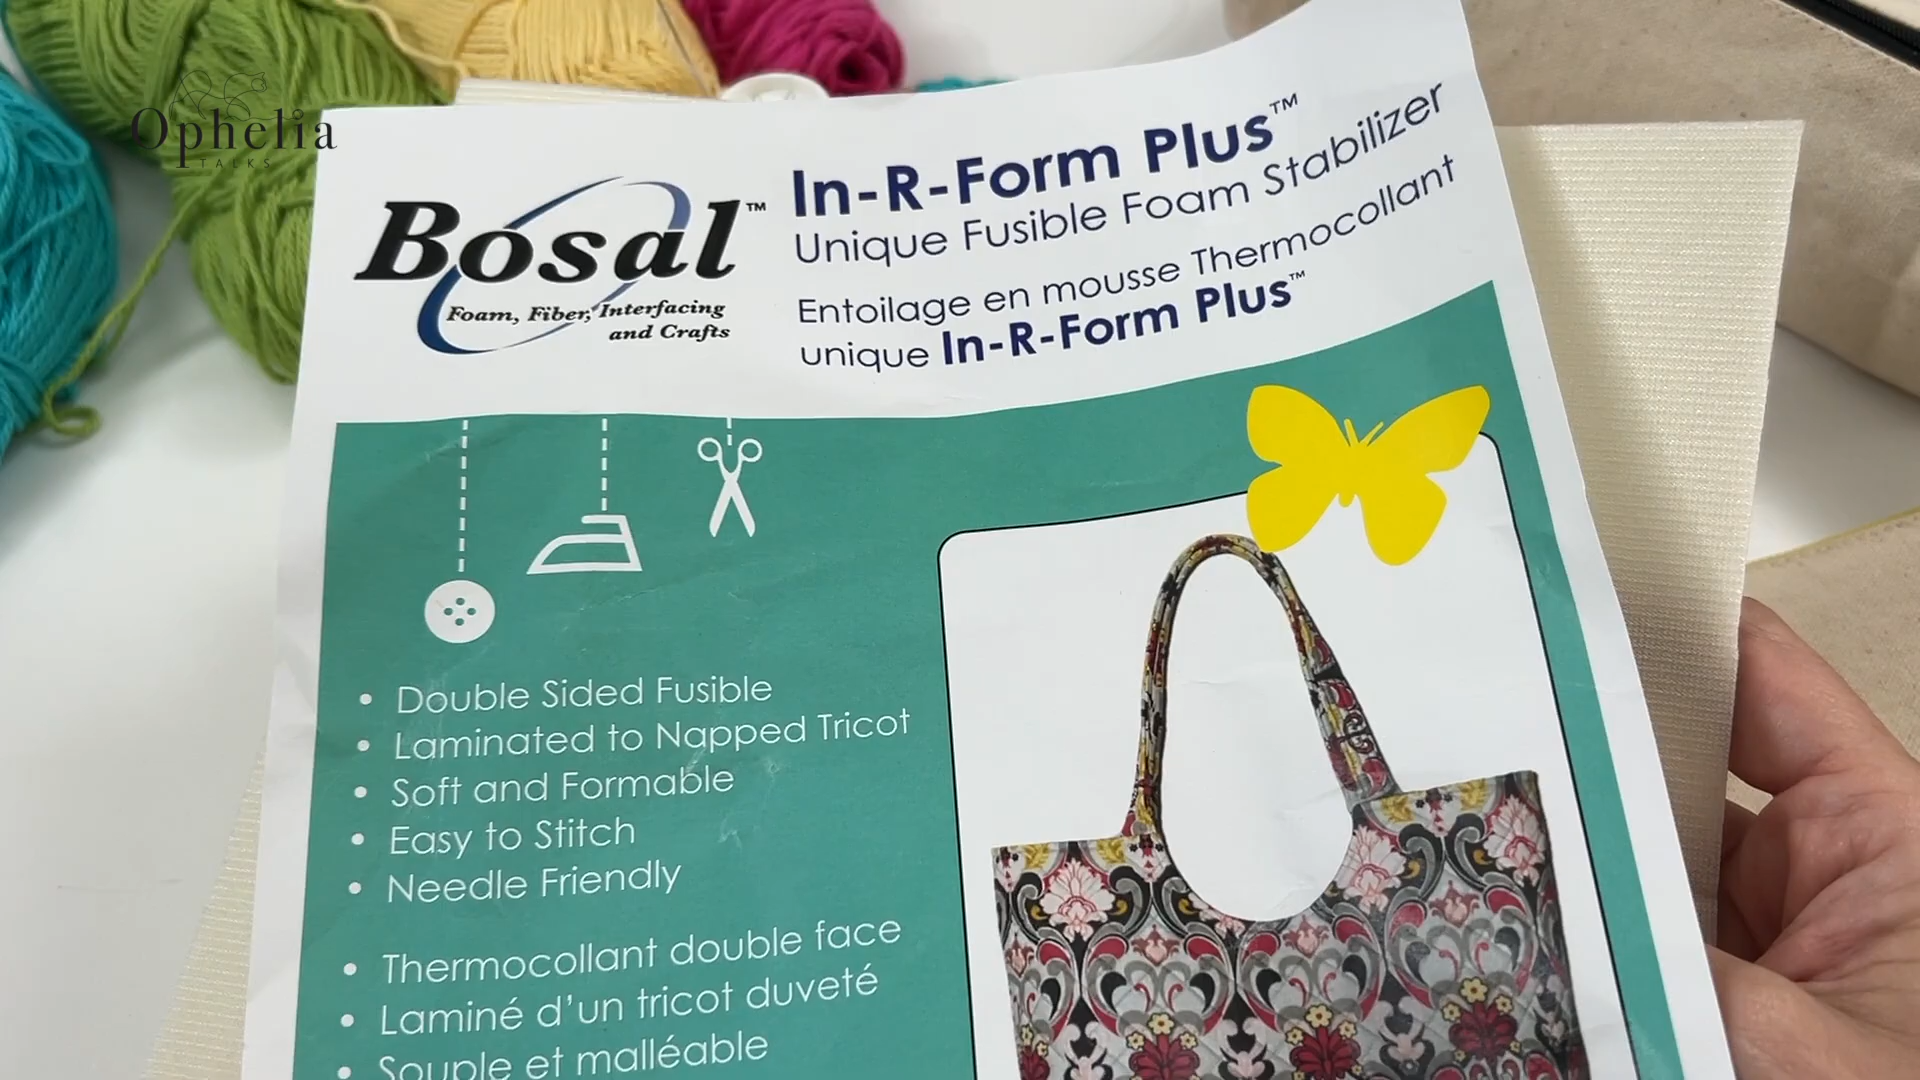 Ophelia
TALKS
Bosal™
Foam, Fiber, Interfacing
and Crafts
In-R-Form Plus™
Unique Fusible Foam Stabilizer
Entoilage en mousse Thermocollant
unique In-R-Form Plus™
• Double Sided Fusible
• Laminated to Napped Tricot
• Soft and Formable
• Easy to Stitch
• Needle Friendly
• Thermocollant double face
• Laminé d'un tricot duveté
• Souple et malléable